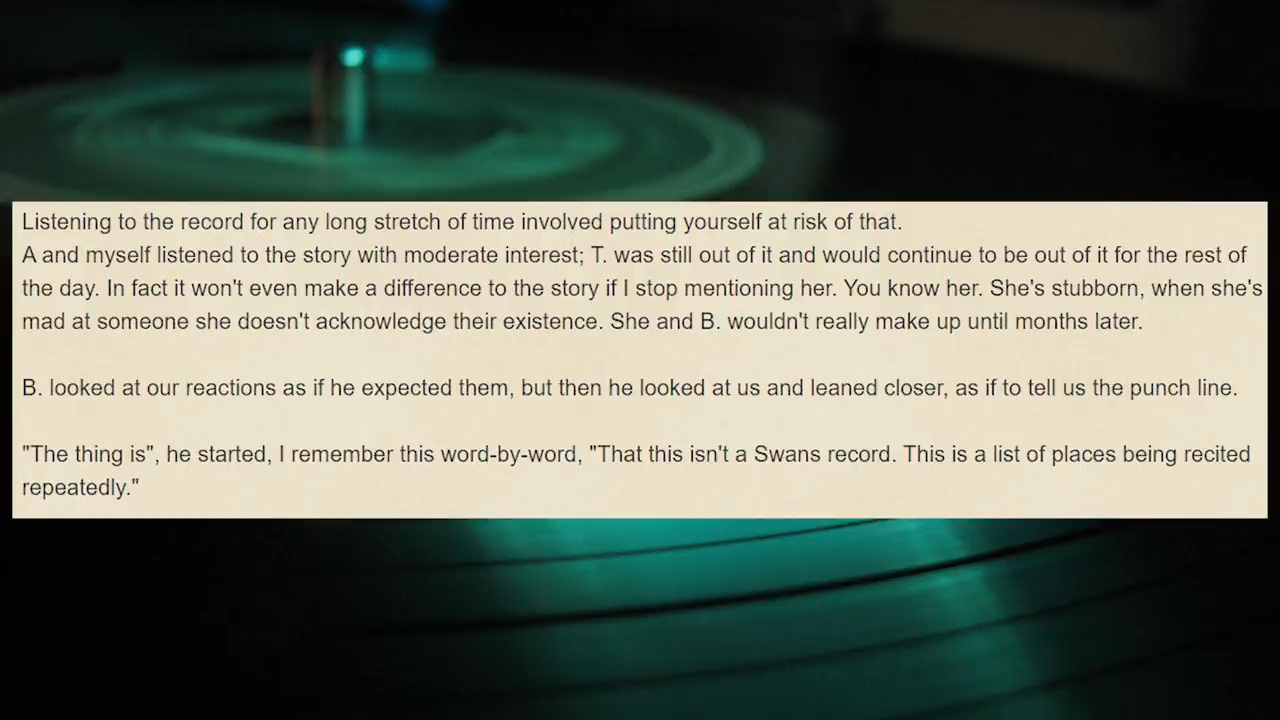 Listening to the record for any long stretch of time involved putting yourself at risk of that.
A and myself listened to the story with moderate interest; T. was still out of it and would continue to be out of it for the rest of
the day. In fact it won't even make a difference to the story if I stop mentioning her. You know her. She's stubborn, when she's
mad at someone she doesn't acknowledge their existence. She and B. wouldn't really make up until months later.
B. looked at our reactions as if he expected them, but then he looked at us and leaned closer, as if to tell us the punch line.
"The thing is", he started, I remember this word-by-word, "That this isn't a Swans record. This is a list of places being recited
repeatedly."